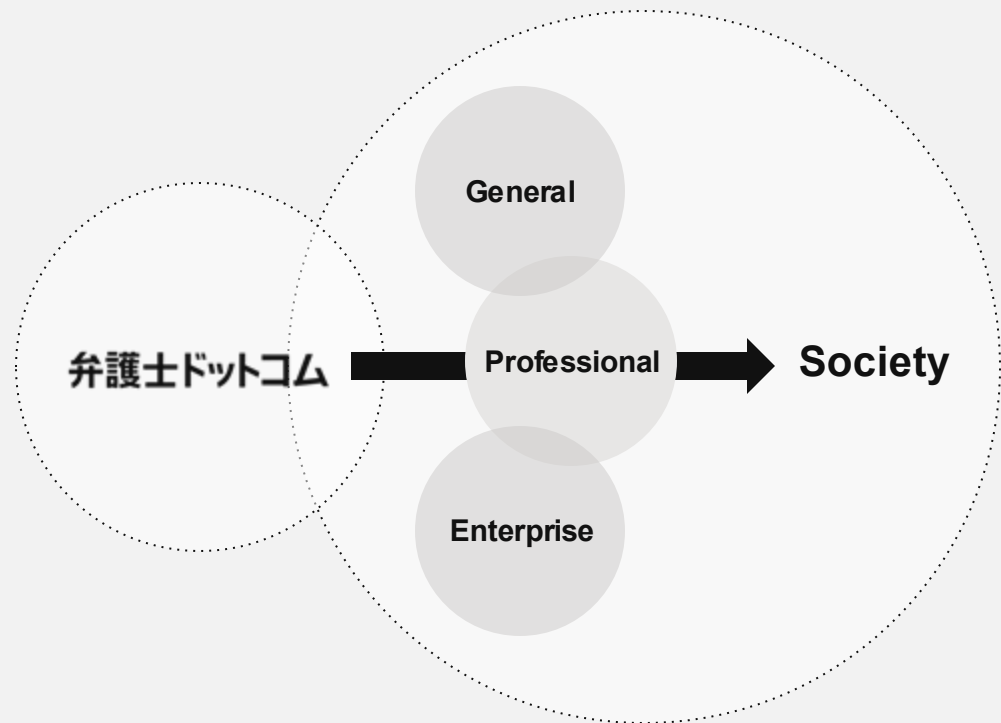 General
弁護士ドットコム
Professional
Society
Enterprise